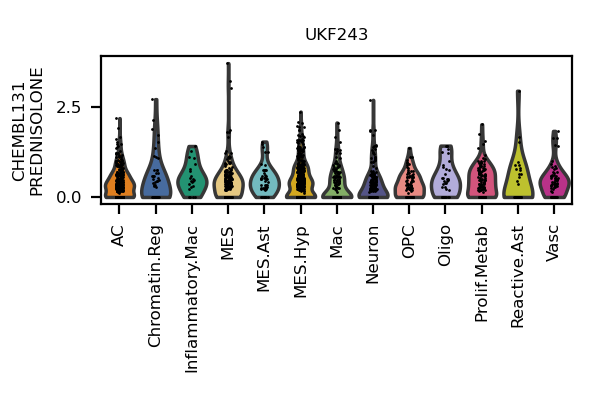 UKF243
CHEMBL131
PREDNISOLONE
2.5
0.0
AC
Chromatin.Reg
Inflammatory.Mac
MES
MES.Ast
MES.Hyp
Mac
Neuron
OPC
Oligo
Prolif.Metab
Reactive.Ast
Vasc